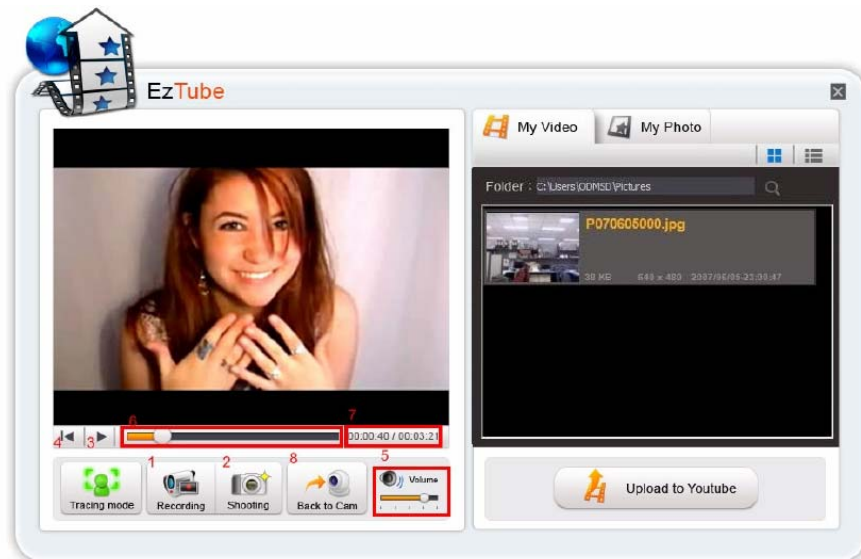 EzTube
My Video
My Photo
Folder : C:\Users\ODMSD\Pictures
P070605000.jpg
38 KB 640 x 480
6
7
00:00:40 / 00:03:21
4
3
1
2
8
5
Tracing mode
Recording
Shooting
Back to Cam
Volume
Upload to Youtube